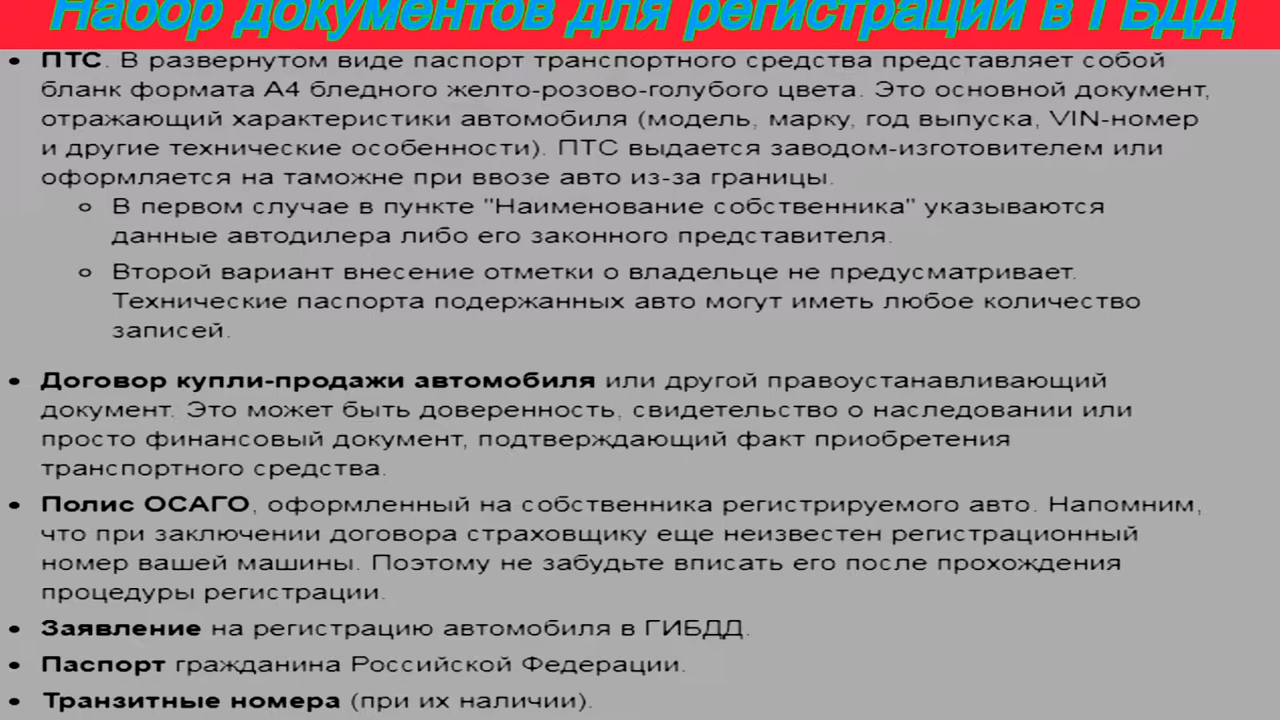 Набор документов для регистрации в ГБДД
• ПТС. В развернутом виде паспорт транспортного средства представляет собой
бланк формата А4 бледного желто-розово-голубого цвета. Это основной документ,
отражающий характеристики автомобиля (модель, марку, год выпуска, VIN-номер
и другие технические особенности). ПТС выдается заводом-изготовителем или
оформляется на таможне при ввозе авто из-за границы.
o В первом случае в пункте "Наименование собственника" указываются
данные автодилера либо его законного представителя.
o Второй вариант внесение отметки о владельце не предусматривает.
Технические паспорта подержанных авто могут иметь любое количество
записей.
• Договор купли-продажи автомобиля или другой правоустанавливающий
документ. Это может быть доверенность, свидетельство о наследовании или
просто финансовый документ, подтверждающий факт приобретения
транспортного средства.
• Полис ОСАГО, оформленный на собственника регистрируемого авто. Напомним,
что при заключении договора страховщику еще неизвестен регистрационный
номер вашей машины. Поэтому не забудьте вписать его после прохождения
процедуры регистрации.
• Заявление на регистрацию автомобиля в ГИБДД.
• Паспорт гражданина Российской Федерации.
• Транзитные номера (при их наличии).